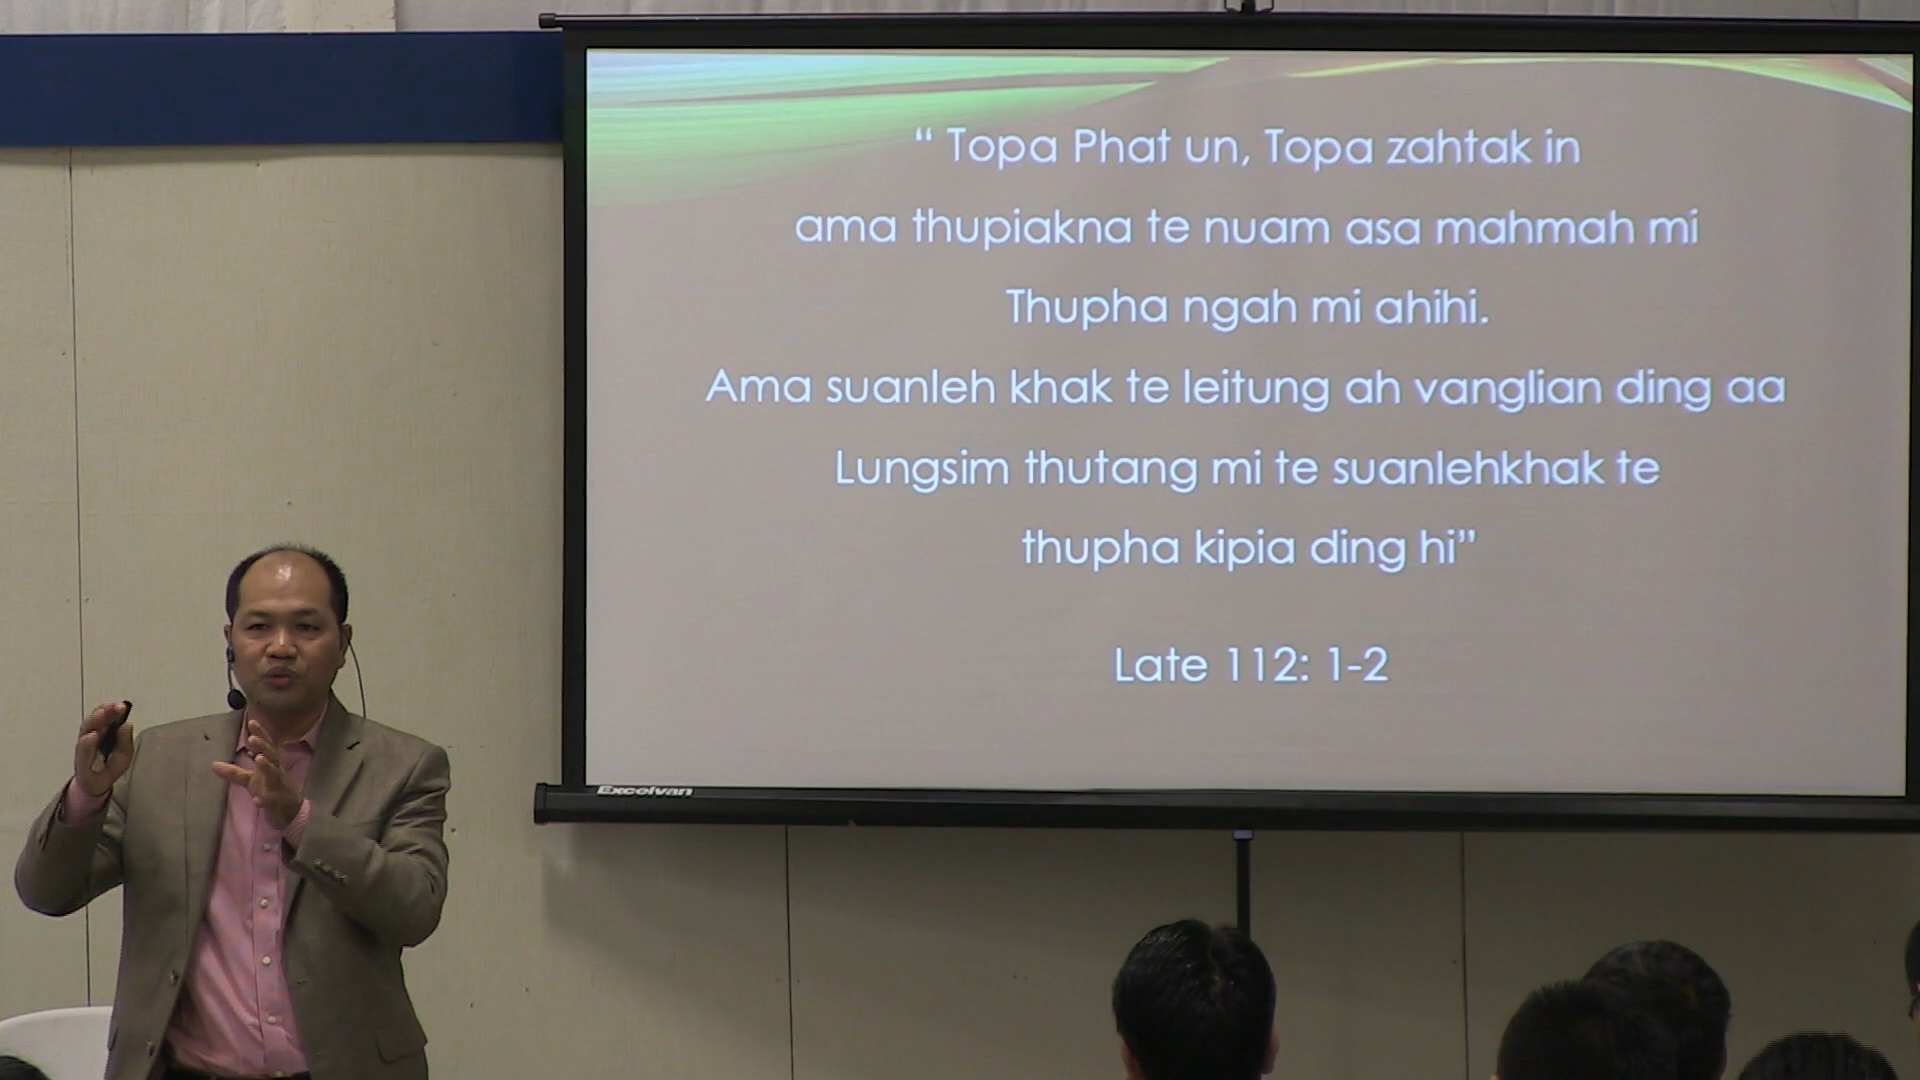 “ Topa Phat un, Topa zahtak in
ama thupiakna te nuam asa mahmah mi
Thupha ngah mi ahihi.
Ama suanleh khak te leitung ah vanglian ding aa
Lungsim thutang mi te suanlehkhak te
thupha kipia ding hi”
Late 112: 1-2
Excelvan